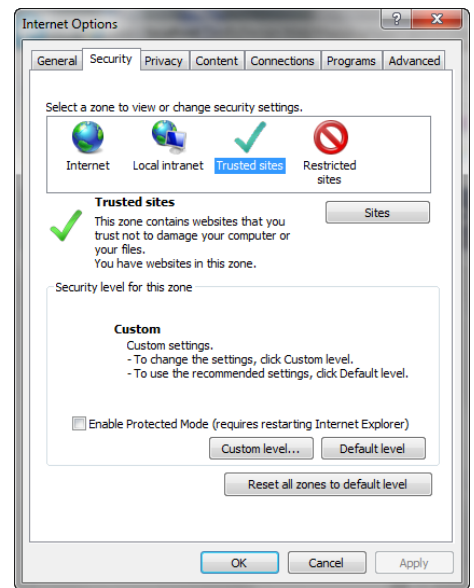 Internet Options
General Security Privacy Content Connections Programs Advanced
Select a zone to view or change security settings.
Internet Local intranet Trusted sites Restricted
sites
Trusted sites
Sites
This zone contains websites that you
trust not to damage your computer or
your files.
You have websites in this zone.
Security level for this zone
Custom
Custom settings.
- To change the settings, click Custom level.
- To use the recommended settings, click Default level.
Enable Protected Mode (requires restarting Internet Explorer)
Custom level... Default level
Reset all zones to default level
OK Cancel Apply